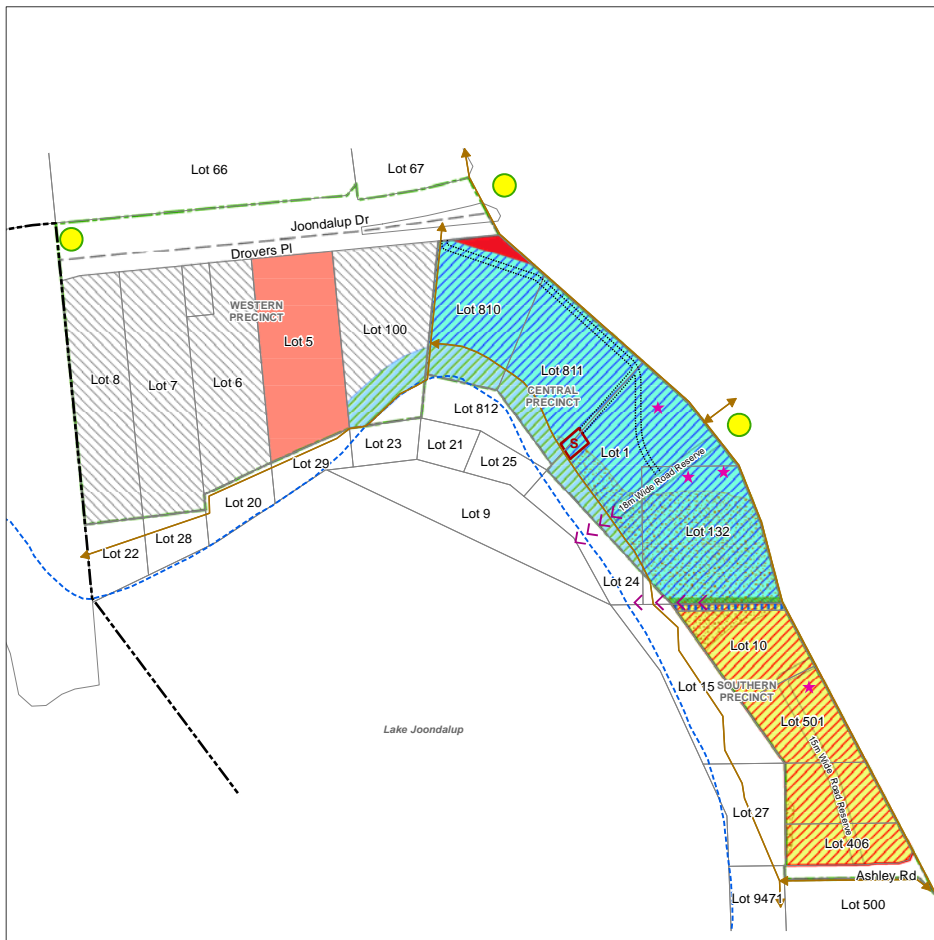 Lot 66
Lot 67
Joondalup Dr
Drovers Pl
WESTERN
PRECINCT
Lot 810
Lot 100
Lot 5
Lot 8
Lot 7
Lot 6
Lot 811
CENTRAL
PRECINCT
Lot 812
Lot 23
Lot 21
Lot 25
S
Lot 1
18m Wide Road Reserve
Lot 29
Lot 20
Lot 9
Lot 132
Lot 22
Lot 28
Lot 24
Lot 10
Lot 15
SOUTHERN
PRECINCT
Lot 501
Lake Joondalup
15m Wide Road Reserve
Lot 27
Lot 406
Ashley Rd
Lot 9471
Lot 500